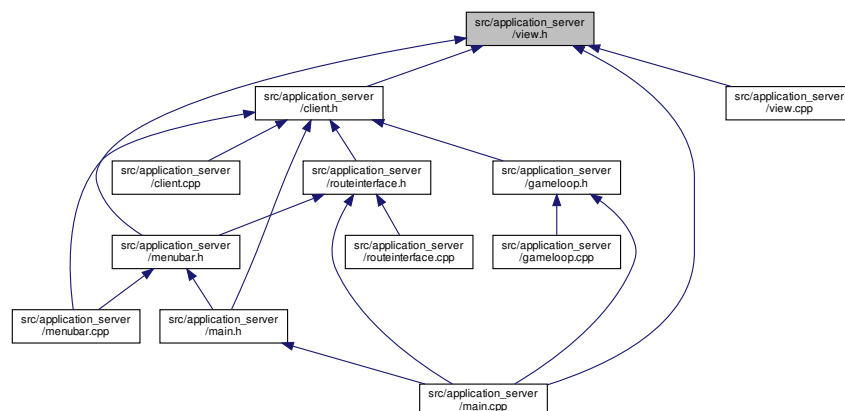 src/application_server
/view.h
src/application_server
/client.h
src/application_server
/view.cpp
src/application_server
/client.cpp
src/application_server
/routeinterface.h
src/application_server
/gameloop.h
src/application_server
/menubar.h
src/application_server
/routeinterface.cpp
src/application_server
/gameloop.cpp
src/application_server
/menubar.cpp
src/application_server
/main.h
src/application_server
/main.cpp